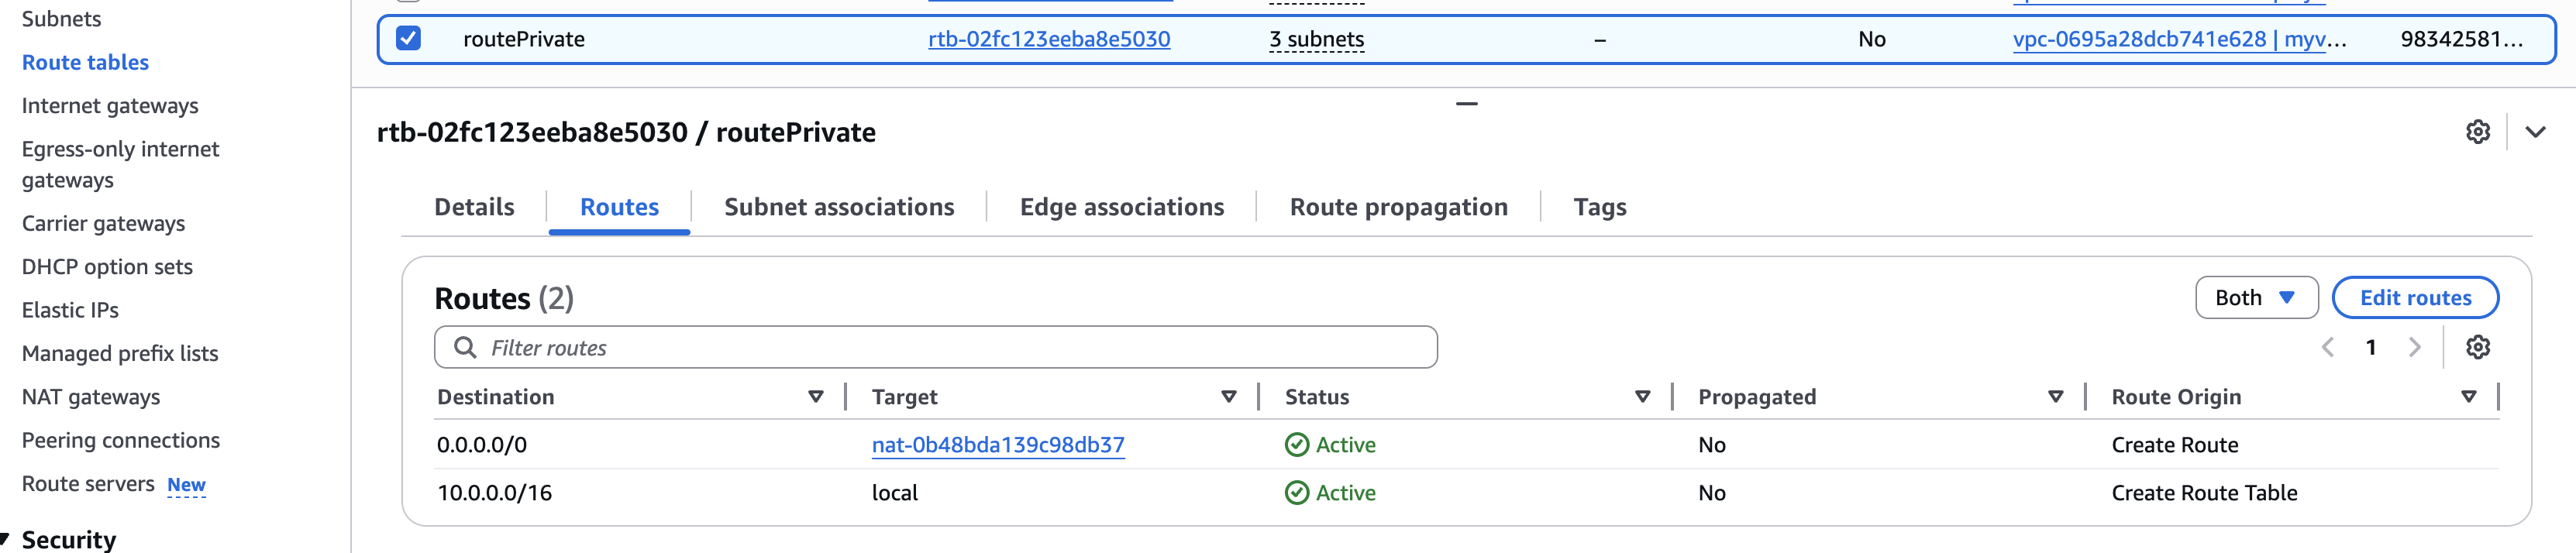 Subnets
Route tables
Internet gateways
Egress-only internet
gateways
Carrier gateways
DHCP option sets
Elastic IPs
Managed prefix lists
NAT gateways
Peering connections
Route servers New
Security
routePrivate rtb-02fc123eeba8e5030 3 subnets – No vpc-0695a28dcb741e628 | myv… 98342581…
rtb-02fc123eeba8e5030 / routePrivate
Details Routes Subnet associations Edge associations Route propagation Tags
Routes (2) Both Edit routes
Filter routes 1
Destination Target Status Propagated Route Origin
0.0.0.0/0 nat-0b48bda139c98db37 Active No Create Route
10.0.0.0/16 local Active No Create Route Table